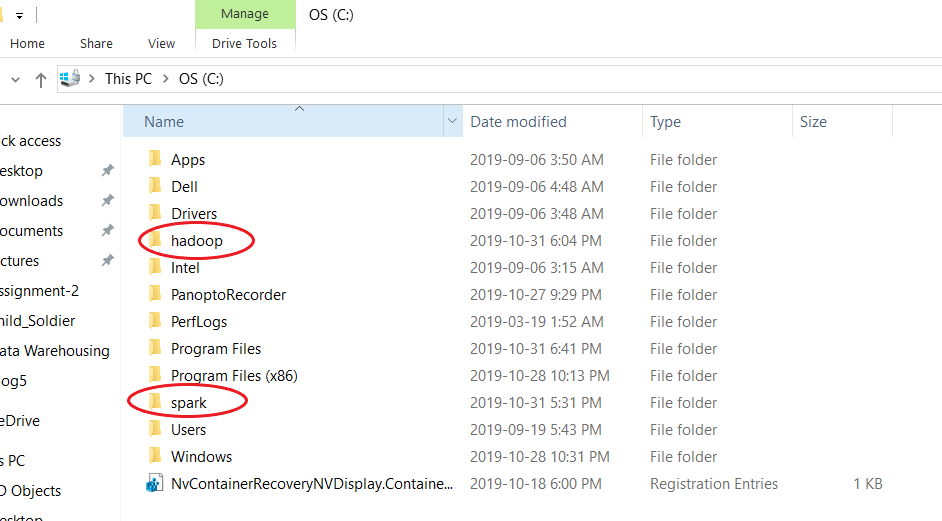 Manage OS (C:)
Home Share View Drive Tools
This PC > OS (C:)
Name Date modified Type Size
ck access
esktop
ownloads
ocuments
ctures
ssignment-2
hild_Soldier
ata Warehousing
og5
eDrive
s PC
D Objects
esktop
Apps 2019-09-06 3:50 AM File folder
Dell 2019-09-06 4:48 AM File folder
Drivers 2019-09-06 3:48 AM File folder
hadoop 2019-10-31 6:04 PM File folder
Intel 2019-09-06 3:15 AM File folder
PanoptoRecorder 2019-10-27 9:29 PM File folder
PerfLogs 2019-03-19 1:52 AM File folder
Program Files 2019-10-31 6:41 PM File folder
Program Files (x86) 2019-10-28 10:13 PM File folder
spark 2019-10-31 5:31 PM File folder
Users 2019-09-19 5:43 PM File folder
Windows 2019-10-28 10:31 PM File folder
NvContainerRecoveryNVDisplay.Containe... 2019-10-18 6:00 PM Registration Entries 1 KB